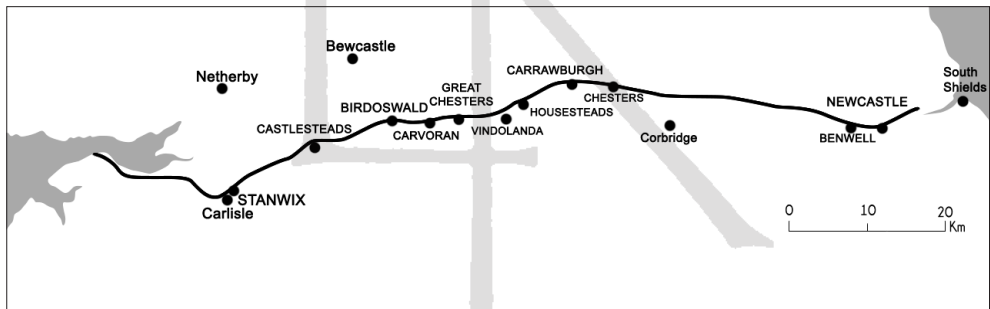 Bewcastle
Netherby
CARRAWBURGH
GREAT
CHESTERS
CHESTERS
South
Shields
BIRDOSWALD
HOUSESTEADS
NEWCASTLE
CASTLESTEADS
CARVORAN
VINDOLANDA
Corbridge
BENWELL
STANWIX
Carlisle
0 10 20
Km